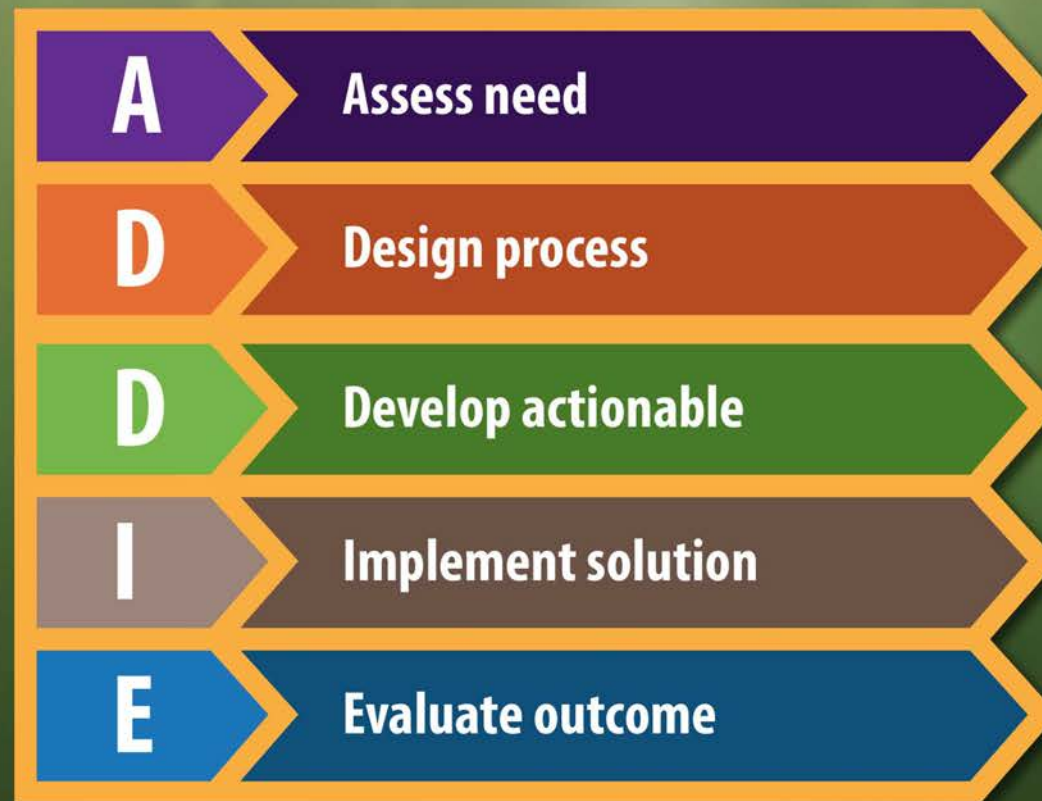 A Assess need
D Design process
D Develop actionable
I Implement solution
E Evaluate outcome